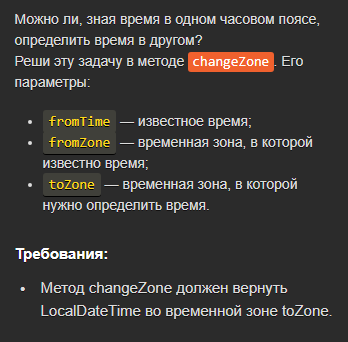 Можно ли, зная время в одном часовом поясе,
определить время в другом?
Реши эту задачу в методе changeZone. Его
параметры:
• fromTime — известное время;
• fromZone — временная зона, в которой
известно время;
• toZone — временная зона, в которой
нужно определить время.
Требования:
• Метод changeZone должен вернуть
LocalDateTime во временной зоне toZone.